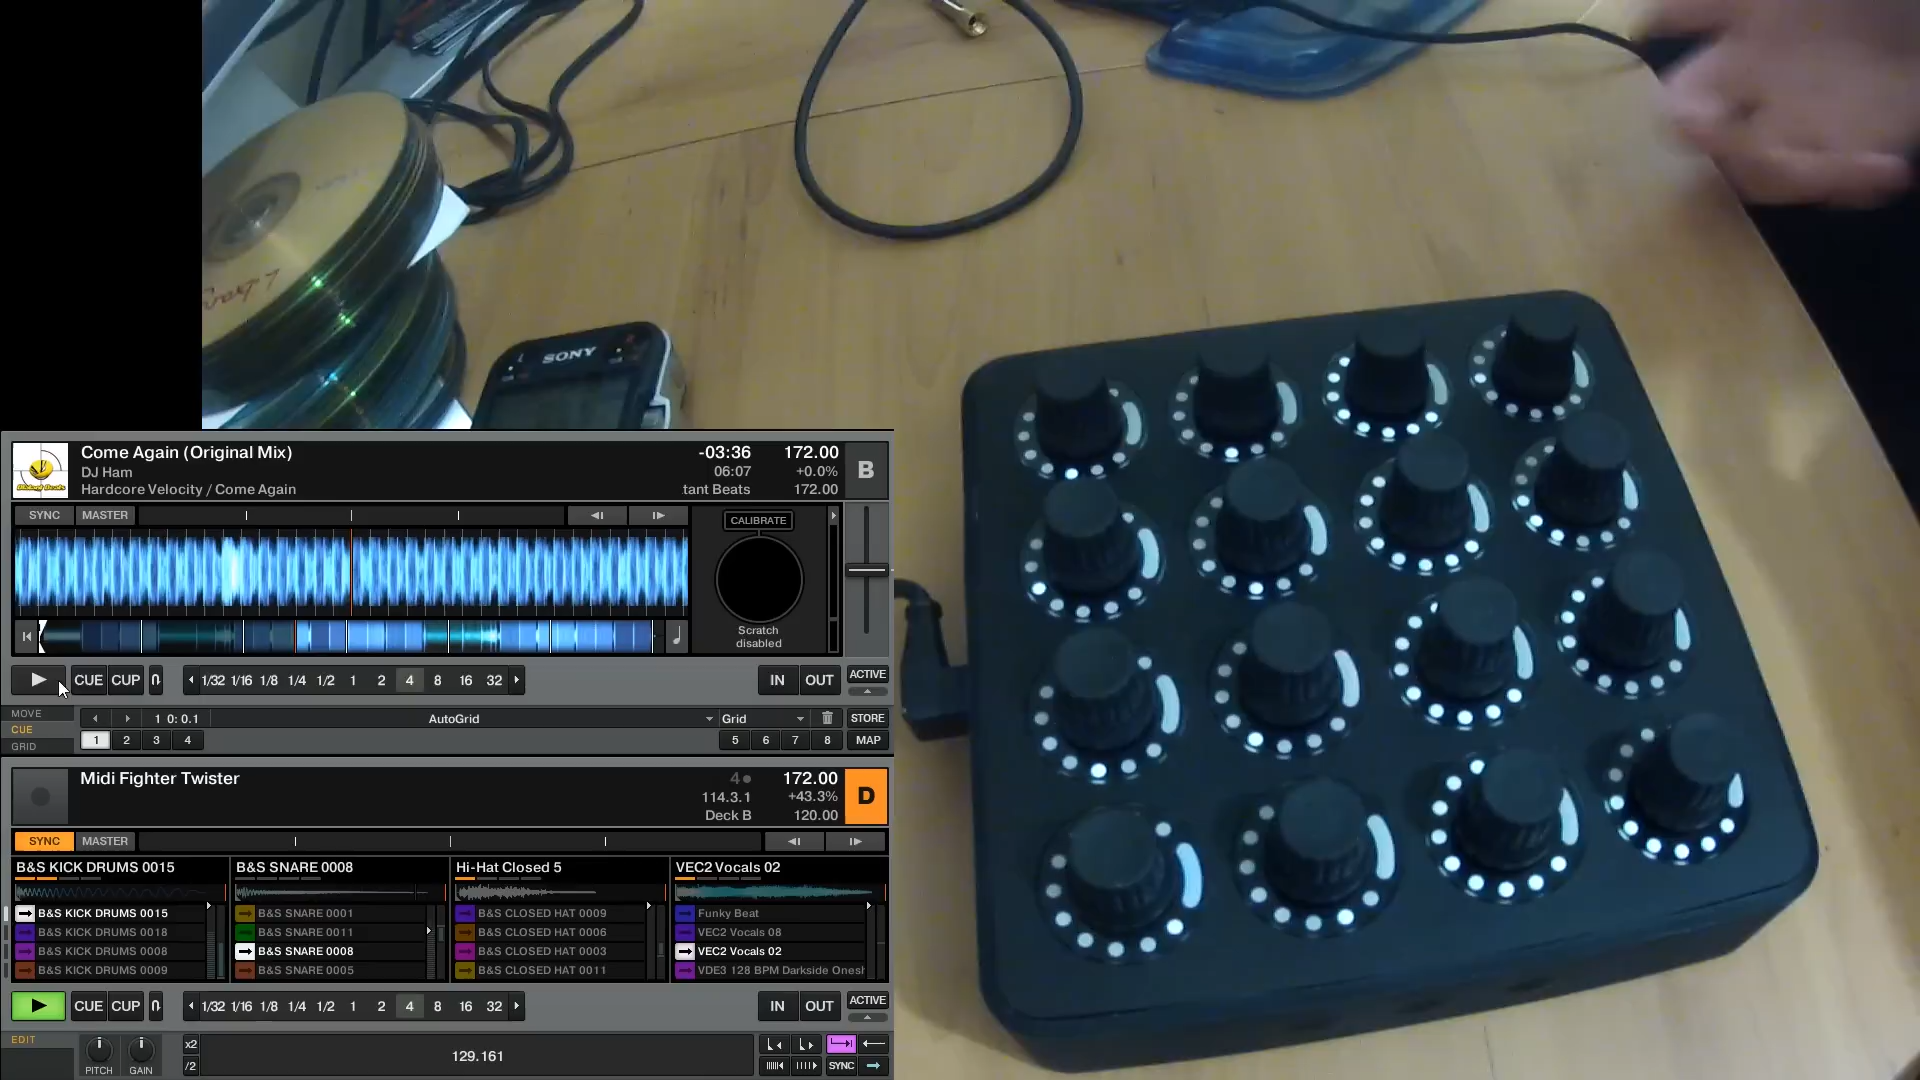 SONY
Come Again (Original Mix) -03:36 172.00 B
DJ Ham 06:07 +0.0%
Hardcore Velocity / Come Again tant Beats 172.00
SYNC MASTER
CALIBRATE
Scratch
disabled
CUE CUP 1/32 1/16 1/8 1/4 1/2 1 2 4 8 16 32 IN OUT ACTIVE
MOVE
CUE
GRID
1 0: 0.1 AutoGrid Grid STORE
1 2 3 4 5 6 7 8 MAP
Midi Fighter Twister 4 172.00 D
114.3.1 +43.3%
Deck B 120.00
SYNC MASTER
B&S KICK DRUMS 0015 B&S SNARE 0008 Hi-Hat Closed 5 VEC2 Vocals 02
B&S KICK DRUMS 0015 B&S SNARE 0001 B&S CLOSED HAT 0009 Funky Beat
B&S KICK DRUMS 0018 B&S SNARE 0011 B&S CLOSED HAT 0006 VEC2 Vocals 08
B&S KICK DRUMS 0008 B&S SNARE 0008 B&S CLOSED HAT 0003 VEC2 Vocals 02
B&S KICK DRUMS 0009 B&S SNARE 0005 B&S CLOSED HAT 0011 VDE3 128 BPM Darkside Onesh
CUE CUP 1/32 1/16 1/8 1/4 1/2 1 2 4 8 16 32 IN OUT ACTIVE
EDIT
PITCH GAIN x2 /2 129.161 SYNC